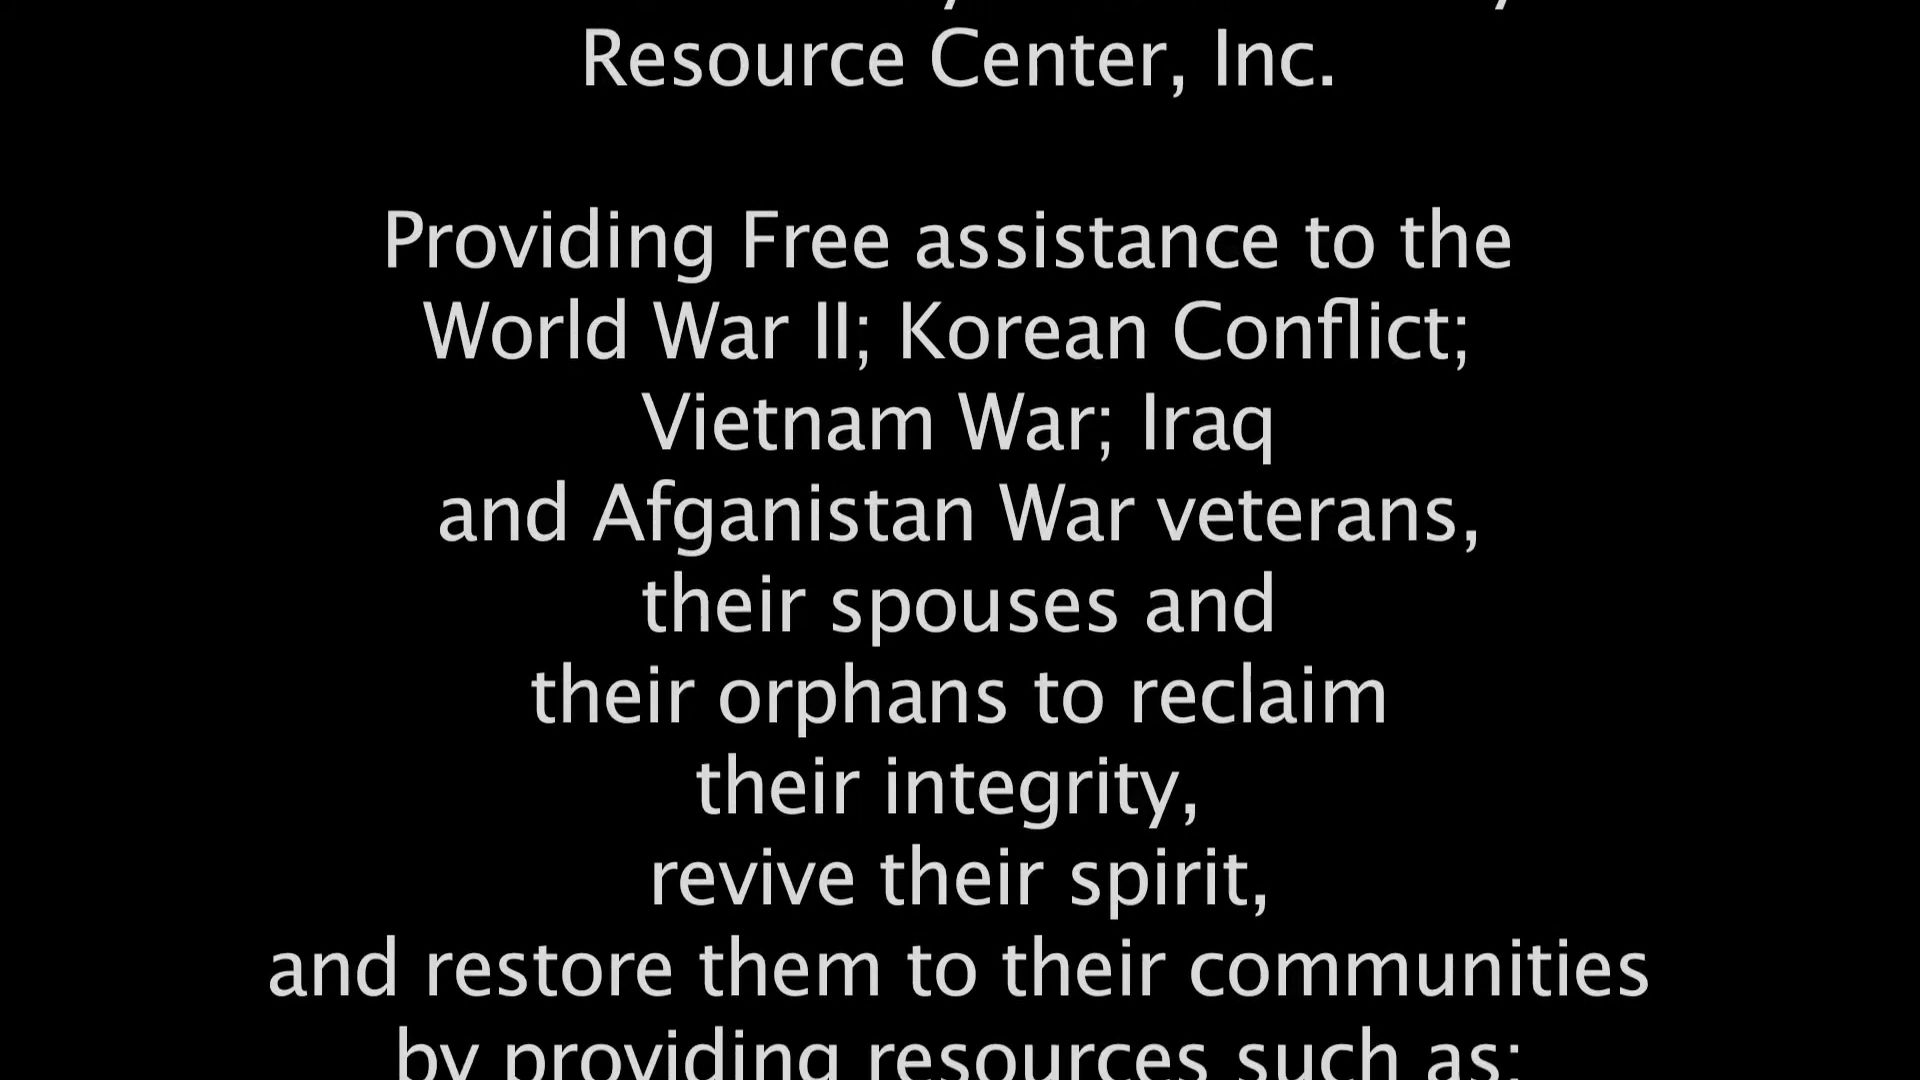 Resource Center, Inc.
Providing Free assistance to the
World War II; Korean Conflict;
Vietnam War; Iraq
and Afganistan War veterans,
their spouses and
their orphans to reclaim
their integrity,
revive their spirit,
and restore them to their communities
by providing resources such as: